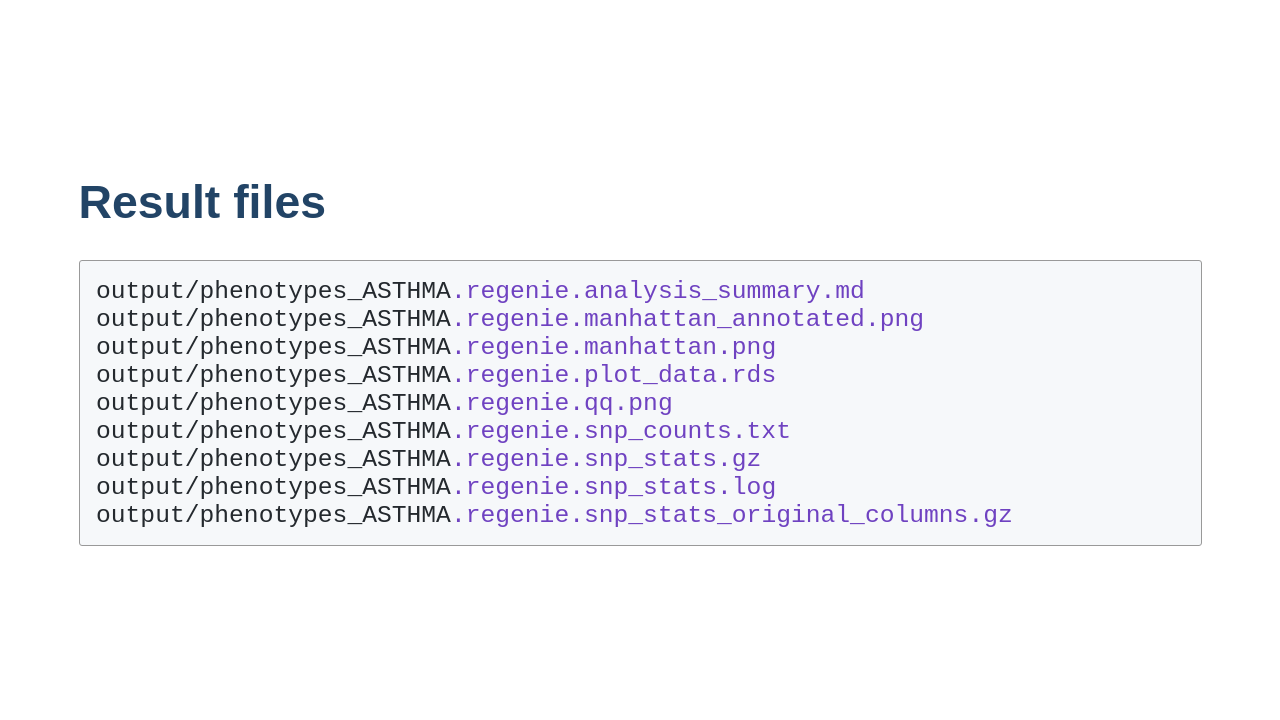 Result files
output/phenotypes_ASTHMA.regenie.analysis_summary.md
output/phenotypes_ASTHMA.regenie.manhattan_annotated.png
output/phenotypes_ASTHMA.regenie.manhattan.png
output/phenotypes_ASTHMA.regenie.plot_data.rds
output/phenotypes_ASTHMA.regenie.qq.png
output/phenotypes_ASTHMA.regenie.snp_counts.txt
output/phenotypes_ASTHMA.regenie.snp_stats.gz
output/phenotypes_ASTHMA.regenie.snp_stats.log
output/phenotypes_ASTHMA.regenie.snp_stats_original_columns.gz